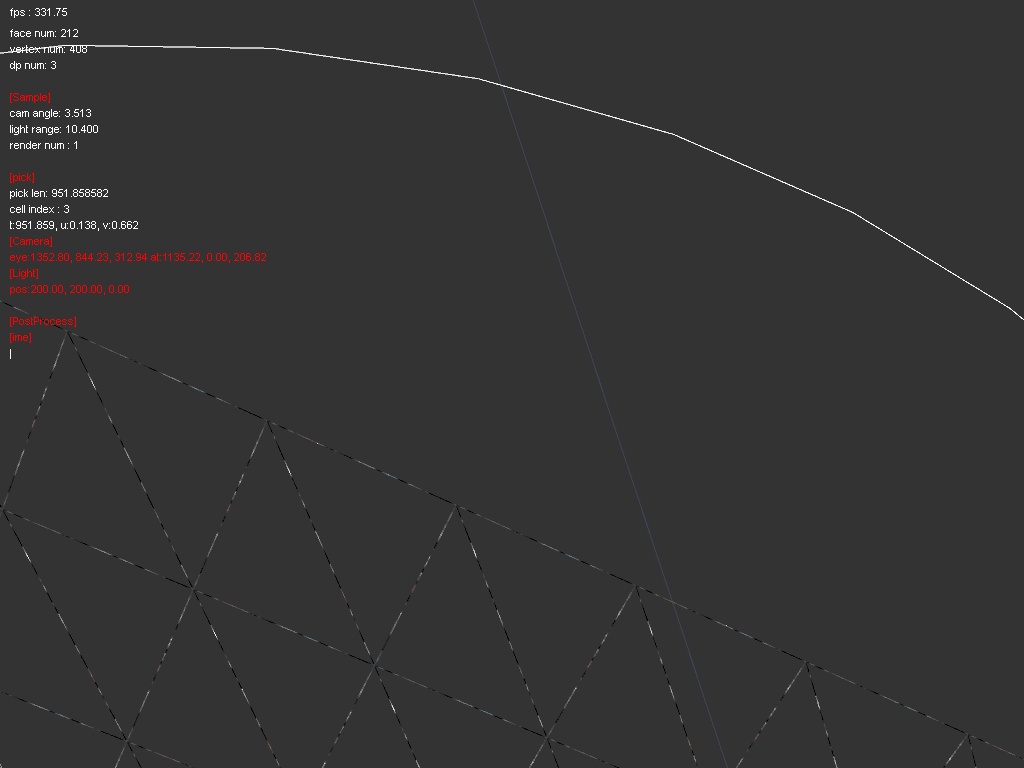 fps : 331.75
face num: 212
vertex num: 408
dp num: 3
[Sample]
cam angle: 3.513
light range: 10.400
render num : 1
[pick]
pick len: 951.858582
cell index : 3
t:951.859, u:0.138, v:0.662
[Camera]
eye:1352.80, 844.23, 312.94 at:1135.22, 0.00, 206.82
[Light]
pos:200.00, 200.00, 0.00
[PostProcess]
[ime]